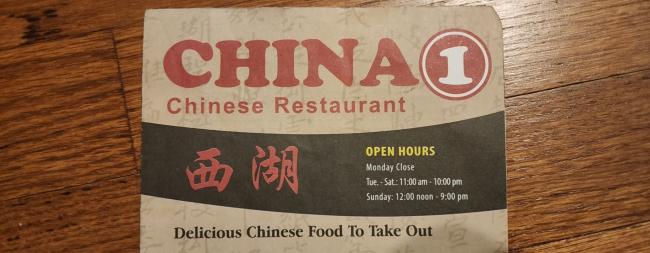 CHINA 1
Chinese Restaurant
西湖
OPEN HOURS
Monday Close
Tue. - Sat.: 11:00 am - 10:00 pm
Sunday: 12:00 noon - 9:00 pm
Delicious Chinese Food To Take Out